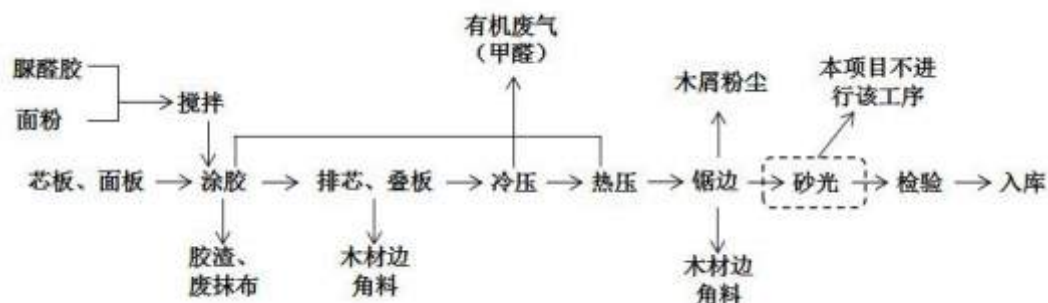 有机废气
（甲醛）
脲醛胶
面粉
搅拌
木屑粉尘
本项目不进
行该工序
芯板、面板
涂胶
排芯、叠板
冷压
热压
锯边
砂光
检验
入库
胶渣、
废抹布
木材边
角料
木材边
角料